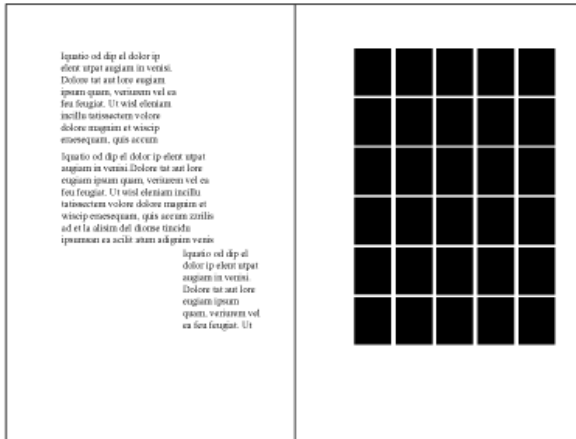 Iquatio od dip el dolor ip
elent utpat augiam in venisi.
Dolore tat aut lore eugiam
ipsum quam, veriurem vel ea
feu feugiat. Ut wisl eleniam
incillu tatissectem volore
dolore magnim et wiscip
eraesequam, quis accum
Iquatio od dip el dolor ip elent utpat
augiam in venisi.Dolore tat aut lore
eugiam ipsum quam, veriurem vel ea
feu feugiat. Ut wisl eleniam incillu
tatissectem volore dolore magnim et
wiscip eraesequam, quis accum zzrilis
ad et la alisim del dionse tincidu
ipsumsan ea acilit atum adignim venis
Iquatio od dip el
dolor ip elent utpat
augiam in venisi.
Dolore tat aut lore
eugiam ipsum
quam, veriurem vel
ea feu feugiat. Ut